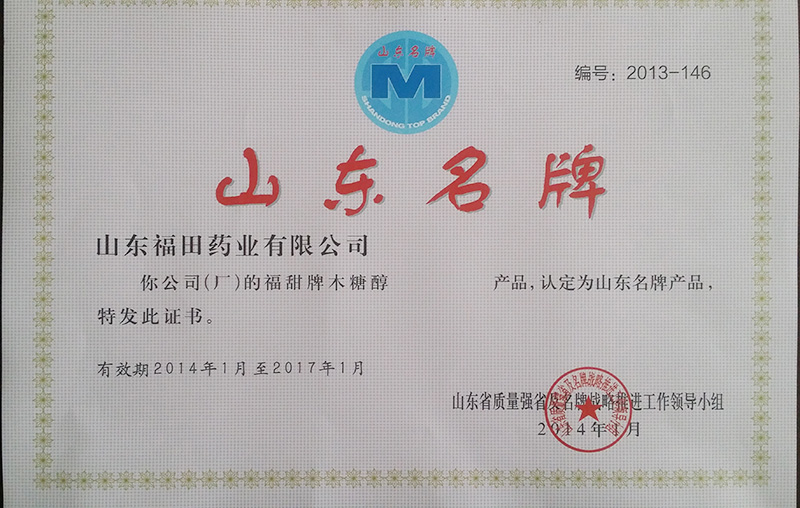 山东名牌
M
SHANDONG TOP BRAND
编号：2013-146
山东名牌
山东福田药业有限公司
你公司（厂）的福甜牌木糖醇 产品，认定为山东名牌产品，
特发此证书。
有效期2014年1月至2017年1月
山东省质量强省及名牌战略推进工作领导小组
2014年1月